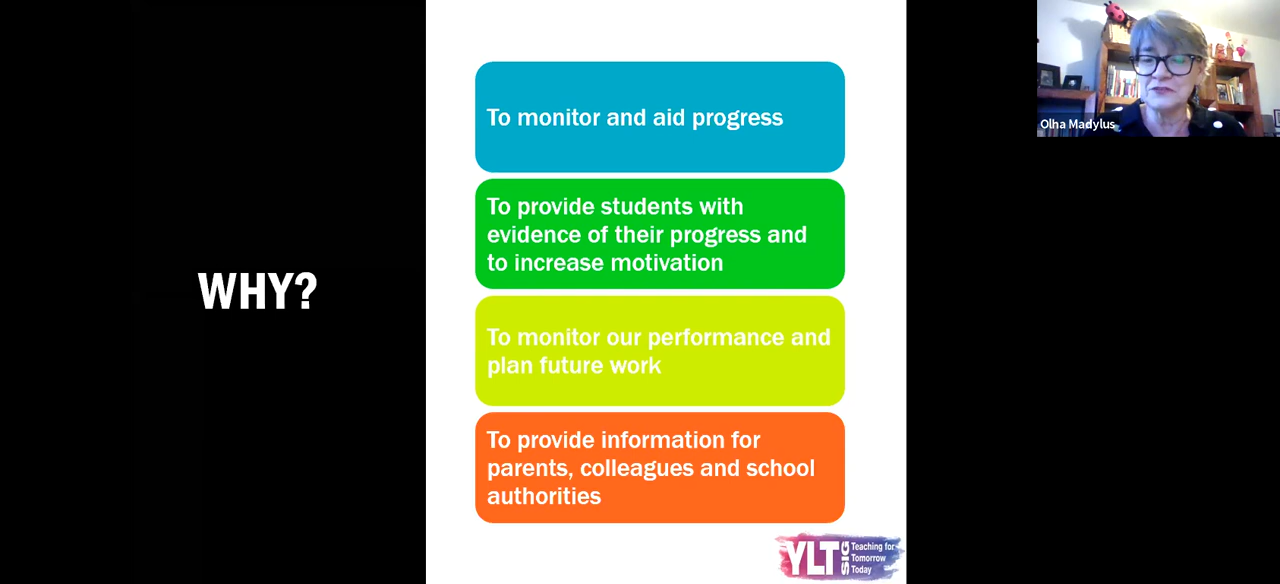 WHY?
To monitor and aid progress
To provide students with
evidence of their progress and
to increase motivation
To monitor our performance and
plan future work
To provide information for
parents, colleagues and school
authorities
YLT SIG
Teaching for
Tomorrow
Today
Olha Madylus